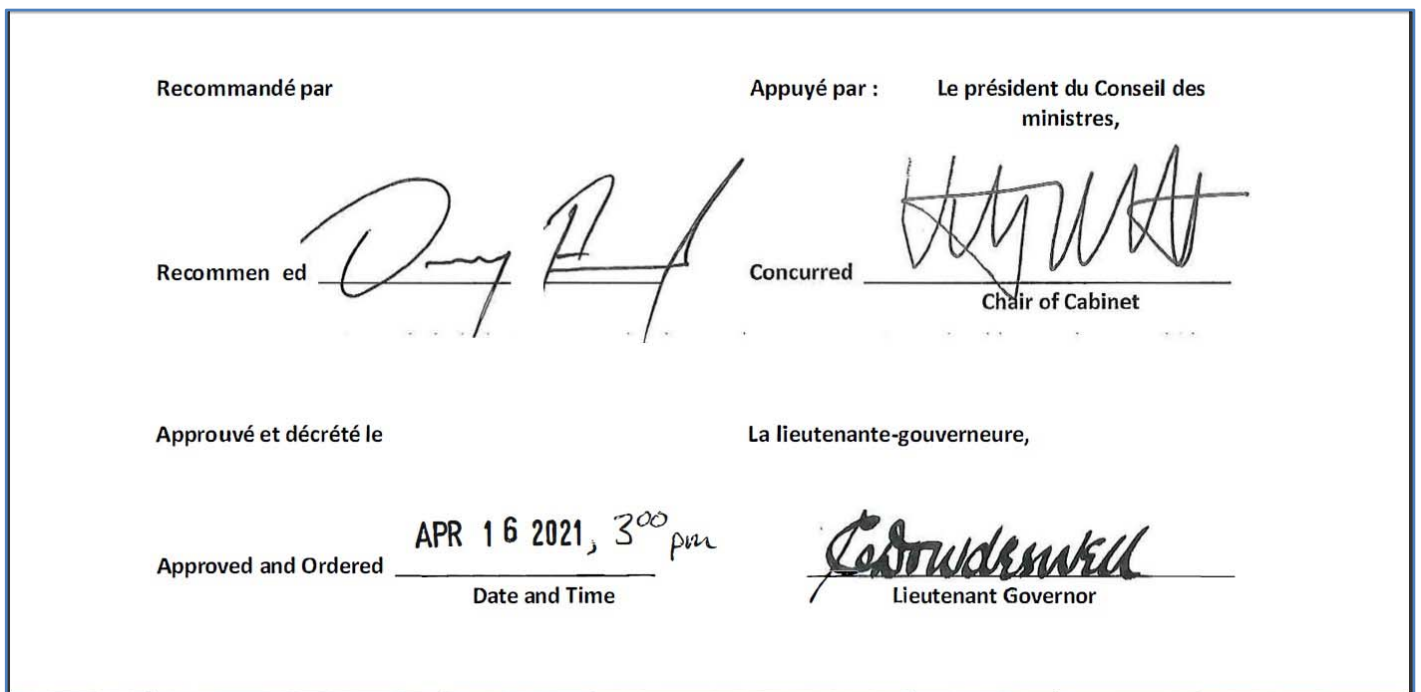 Recommandé par
Appuyé par : Le président du Conseil des
ministres,
Recommen ed
Concurred
Chair of Cabinet
Approuvé et décrété le
La lieutenante-gouverneure,
APR 16 2021, 3⁰⁰ pm
Approved and Ordered
Date and Time
Lieutenant Governor